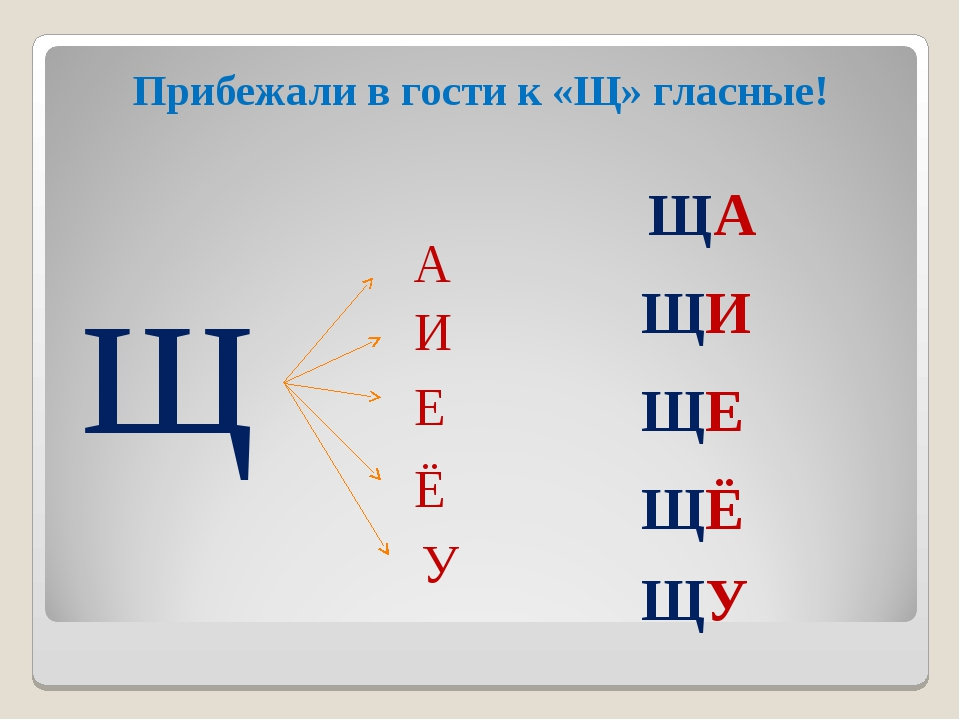 Прибежали в гости к «Щ» гласные!
Щ
А
И
Е
Ё
У
ЩА
ЩИ
ЩЕ
ЩЁ
ЩУ